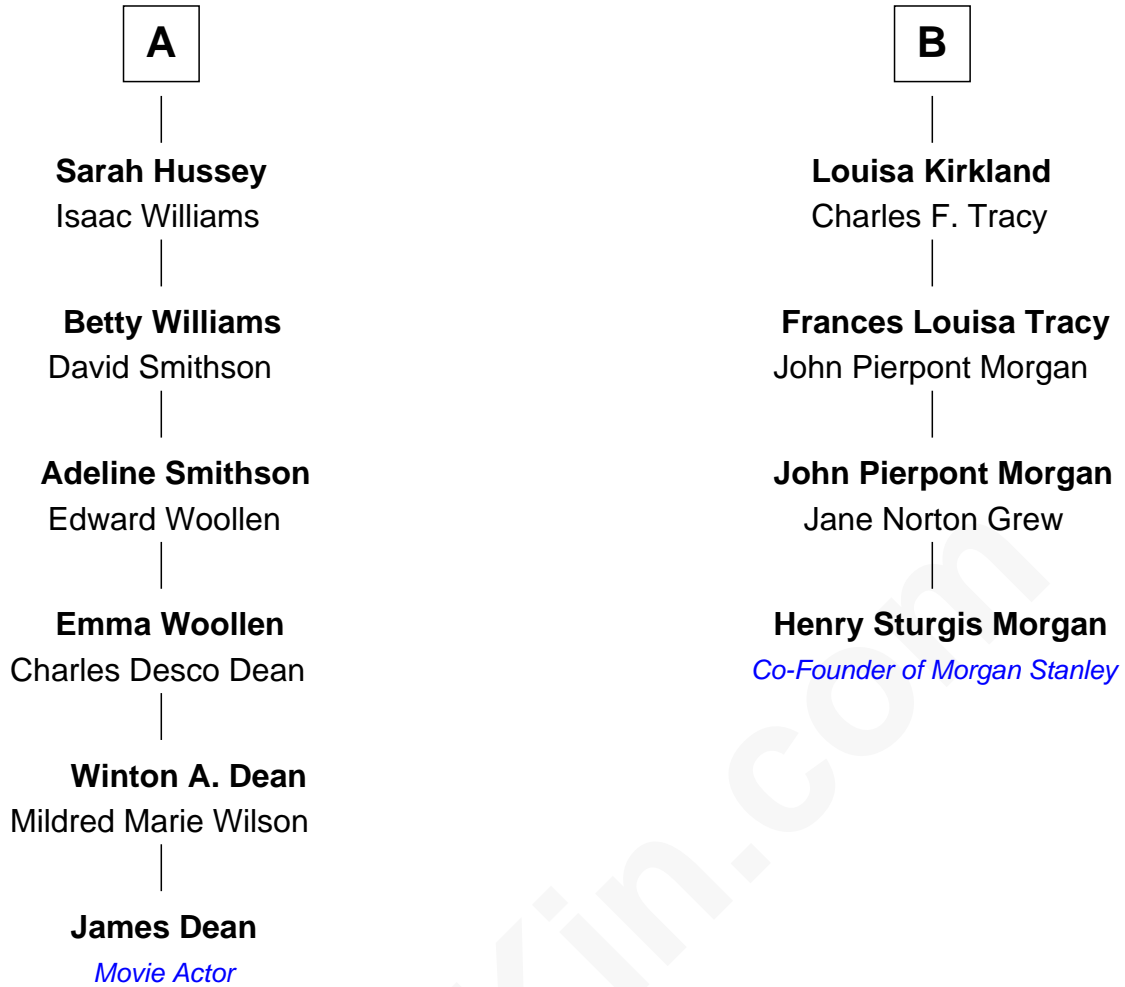 A
Sarah Hussey
Isaac Williams
Betty Williams
David Smithson
Adeline Smithson
Edward Woollen
Emma Woollen
Charles Desco Dean
Winton A. Dean
Mildred Marie Wilson
James Dean
Movie Actor
B
Louisa Kirkland
Charles F. Tracy
Frances Louisa Tracy
John Pierpont Morgan
John Pierpont Morgan
Jane Norton Grew
Henry Sturgis Morgan
Co-Founder of Morgan Stanley
Kin.com